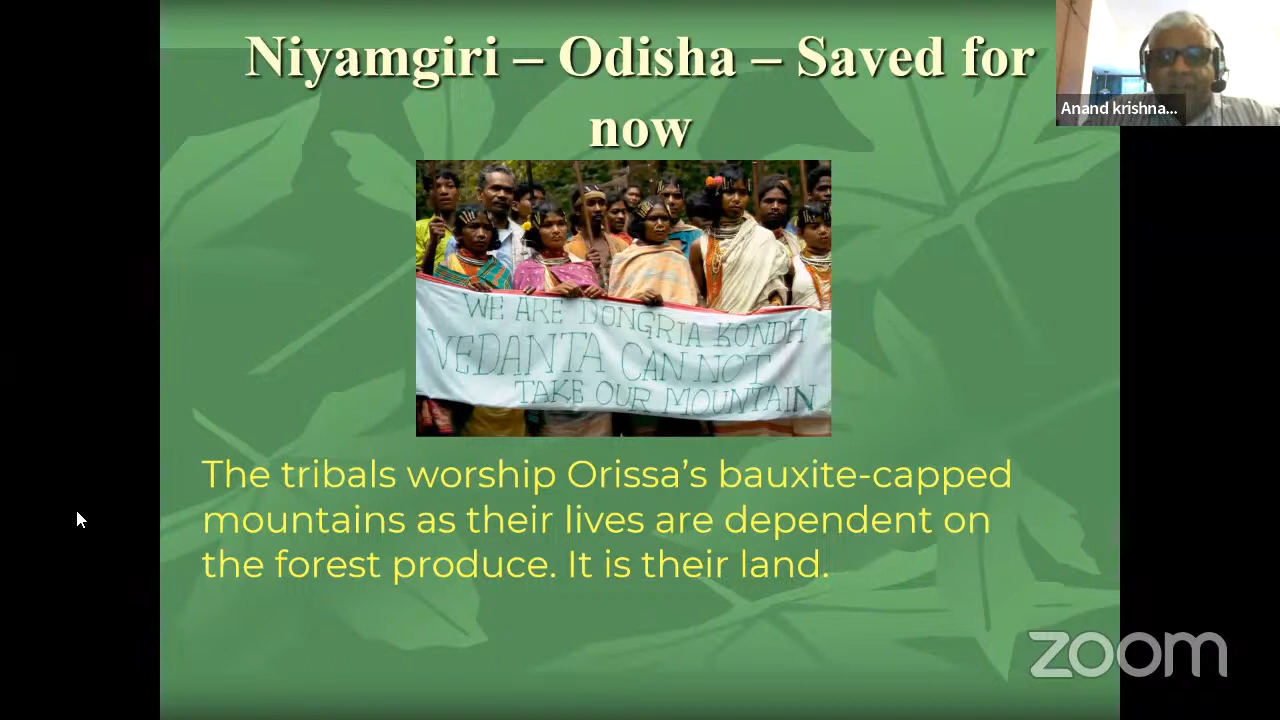 Niyamgiri – Odisha – Saved for
now
Anand krishna...
WE ARE DONGRIA KONDH
VEDANTA CAN NOT
TAKE OUR MOUNTAIN
The tribals worship Orissa’s bauxite-capped
mountains as their lives are dependent on
the forest produce. It is their land.
zoom